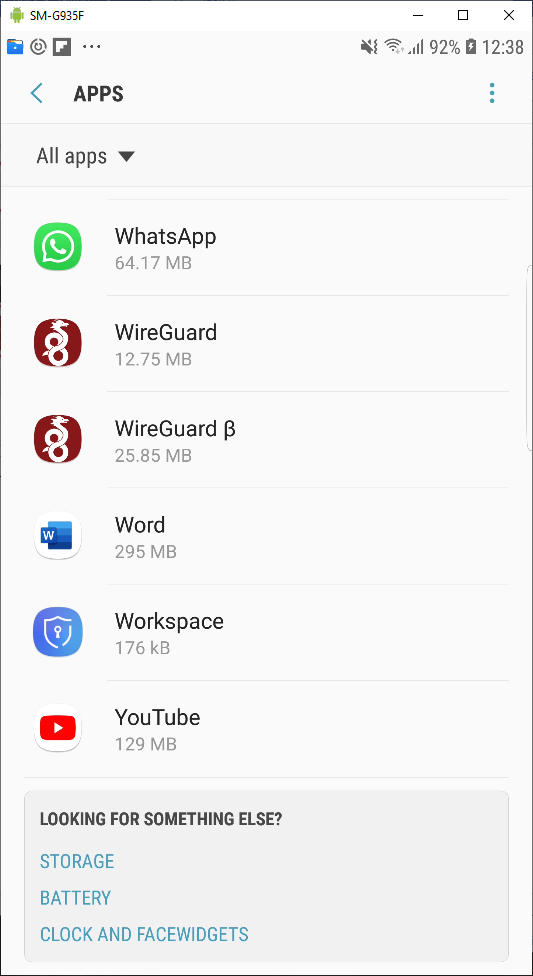 SM-G935F
92% 12:38
APPS
All apps
WhatsApp
64.17 MB
WireGuard
12.75 MB
WireGuard β
25.85 MB
W
Word
295 MB
Workspace
176 kB
YouTube
129 MB
LOOKING FOR SOMETHING ELSE?
STORAGE
BATTERY
CLOCK AND FACEWIDGETS